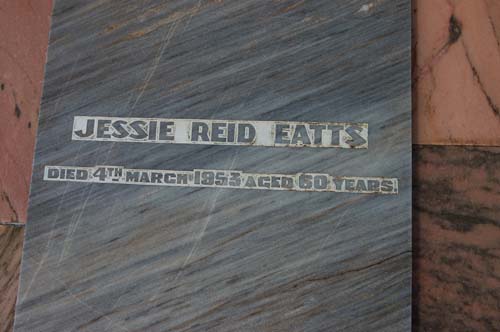 JESSIE REID EATTS
DIED 4TH MARCH 1953 AGED 60 YEARS.